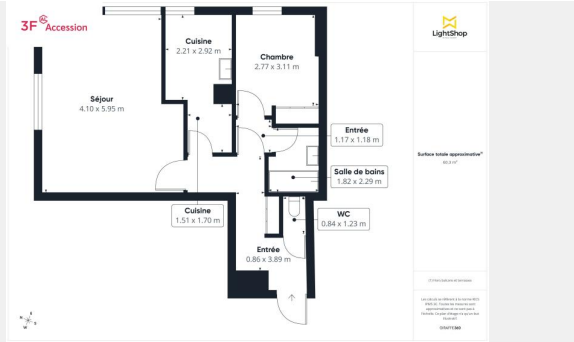 3F Accession
LightShop
Cuisine
2.21 x 2.92 m
Chambre
2.77 x 3.11 m
Séjour
4.10 x 5.95 m
Entrée
1.17 x 1.18 m
Salle de bains
1.82 x 2.29 m
Cuisine
1.51 x 1.70 m
WC
0.84 x 1.23 m
Entrée
0.86 x 3.89 m
Surface totale approximative
N
E
S
W
GIRAFFE360